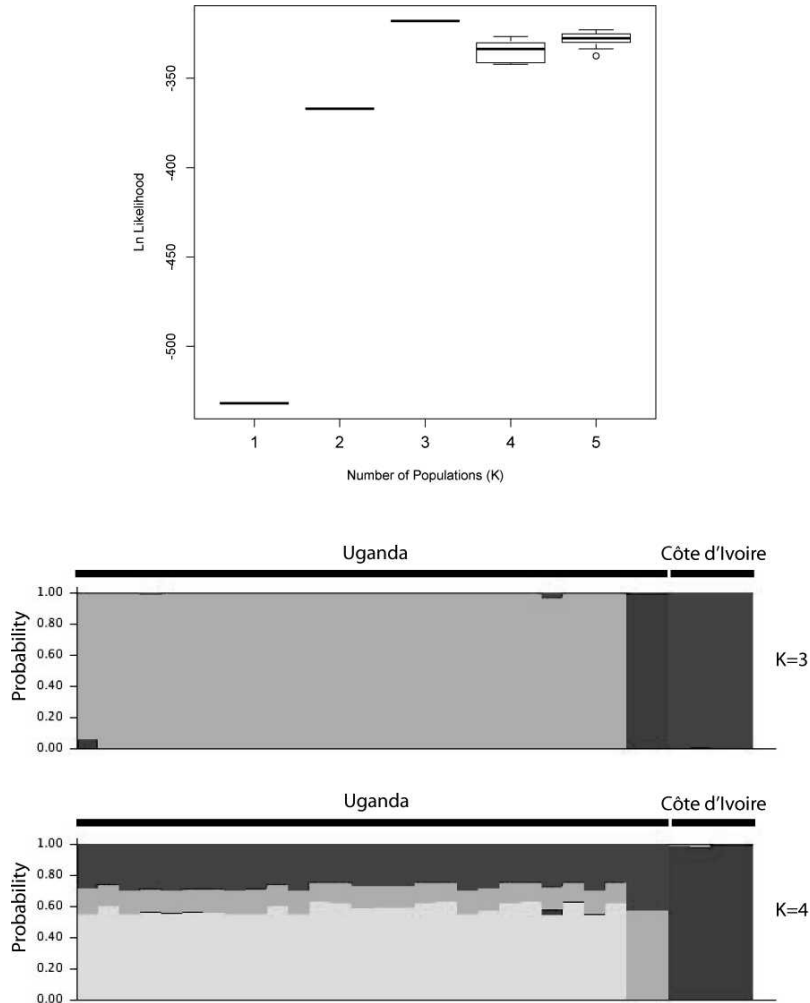 -350
-400
-450
-500
Ln Likelihood
1 2 3 4 5
Number of Populations (K)
Uganda Côte d'Ivoire
1.00
0.80
0.60
0.40
0.20
0.00
Probability
K=3
Uganda Côte d'Ivoire
1.00
0.80
0.60
0.40
0.20
0.00
Probability
K=4